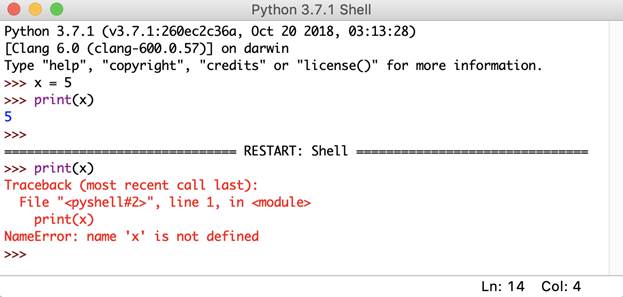 Python 3.7.1 Shell
Python 3.7.1 (v3.7.1:260ec2c36a, Oct 20 2018, 03:13:28)
[Clang 6.0 (clang-600.0.57)] on darwin
Type "help", "copyright", "credits" or "license()" for more information.
>>> x = 5
>>> print(x)
5
>>>
=============================== RESTART: Shell ===============================
>>> print(x)
Traceback (most recent call last):
  File "<pyshell#2>", line 1, in <module>
    print(x)
NameError: name 'x' is not defined
>>>
Ln: 14 Col: 4